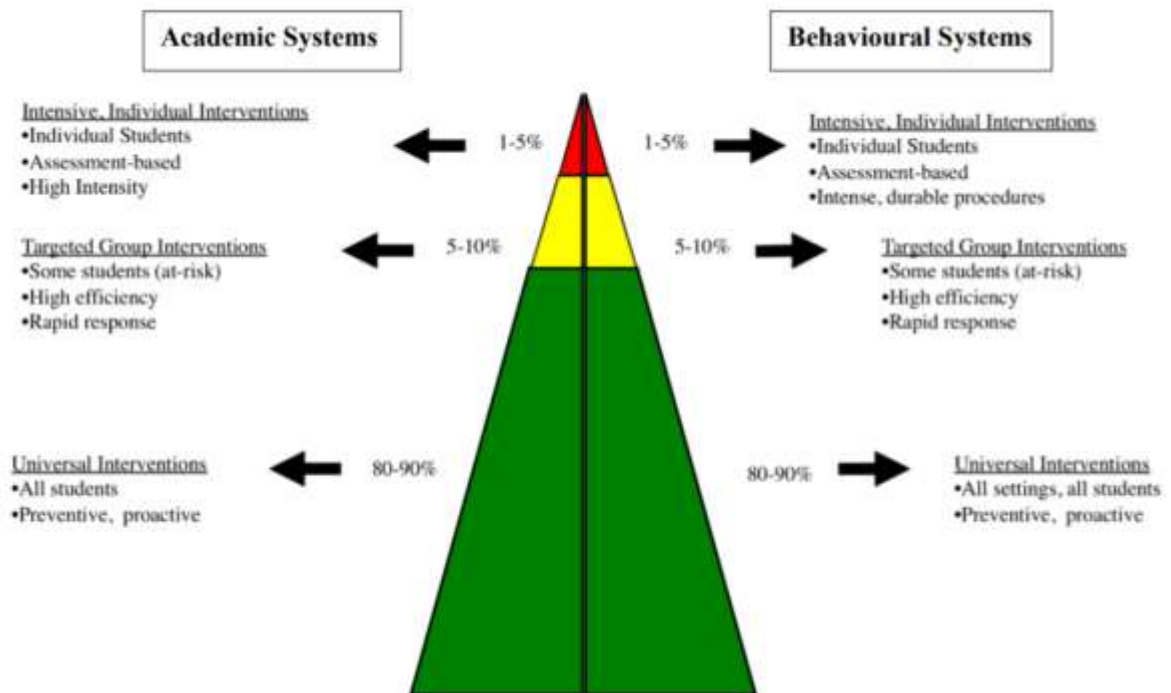 Academic Systems
Behavioural Systems
Intensive, Individual Interventions
•Individual Students
•Assessment-based
•High Intensity
1-5%
1-5%
Intensive, Individual Interventions
•Individual Students
•Assessment-based
•Intense, durable procedures
Targeted Group Interventions
•Some students (at-risk)
•High efficiency
•Rapid response
5-10%
5-10%
Targeted Group Interventions
•Some students (at-risk)
•High efficiency
•Rapid response
Universal Interventions
•All students
•Preventive, proactive
80-90%
80-90%
Universal Interventions
•All settings, all students
•Preventive, proactive